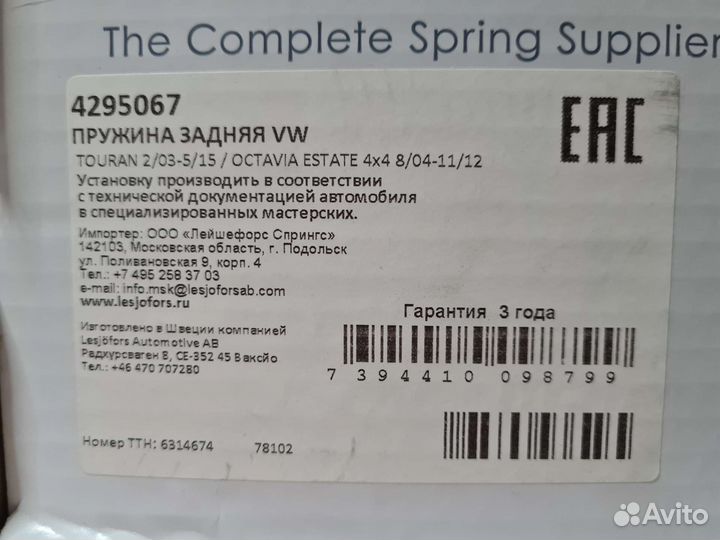 The Complete Spring Supplier
4295067
ПРУЖИНА ЗАДНЯЯ VW
TOURAN 2/03-5/15 / OCTAVIA ESTATE 4x4 8/04-11/12
Установку производить в соответствии
с технической документацией автомобиля
в специализированных мастерских.
EAC
Импортер: ООО «Лейшефорс Спрингс»
142103, Московская область, г. Подольск
ул. Поливановская 9, корп. 4
Тел.: +7 495 258 37 03
e-mail: info.msk@lesjoforsab.com
www.lesjofors.ru
Гарантия 3 года
Изготовлено в Швеции компанией
Lesjöfors Automotive AB
Радхурсваген 8, CE-352 45 Ваксйо
Тел.: +46 470 707280
7 394410 098799
Номер ТТН: 6314674 78102
Avito